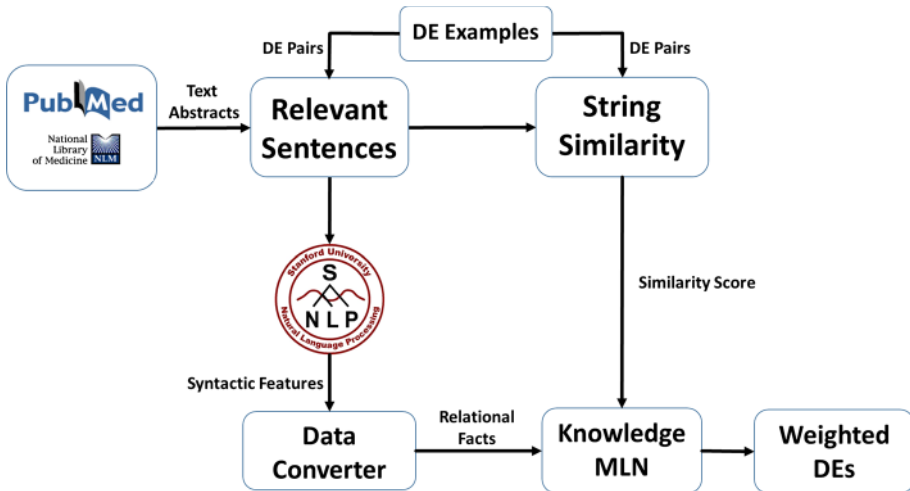 DE Examples
DE Pairs
DE Pairs
PubMed
National
Library
of Medicine
NLM
Text
Abstracts
Relevant
Sentences
String
Similarity
Stanford University
S
NLP
Natural Language Processing
Similarity Score
Syntactic Features
Data
Converter
Relational
Facts
Knowledge
MLN
Weighted
DEs